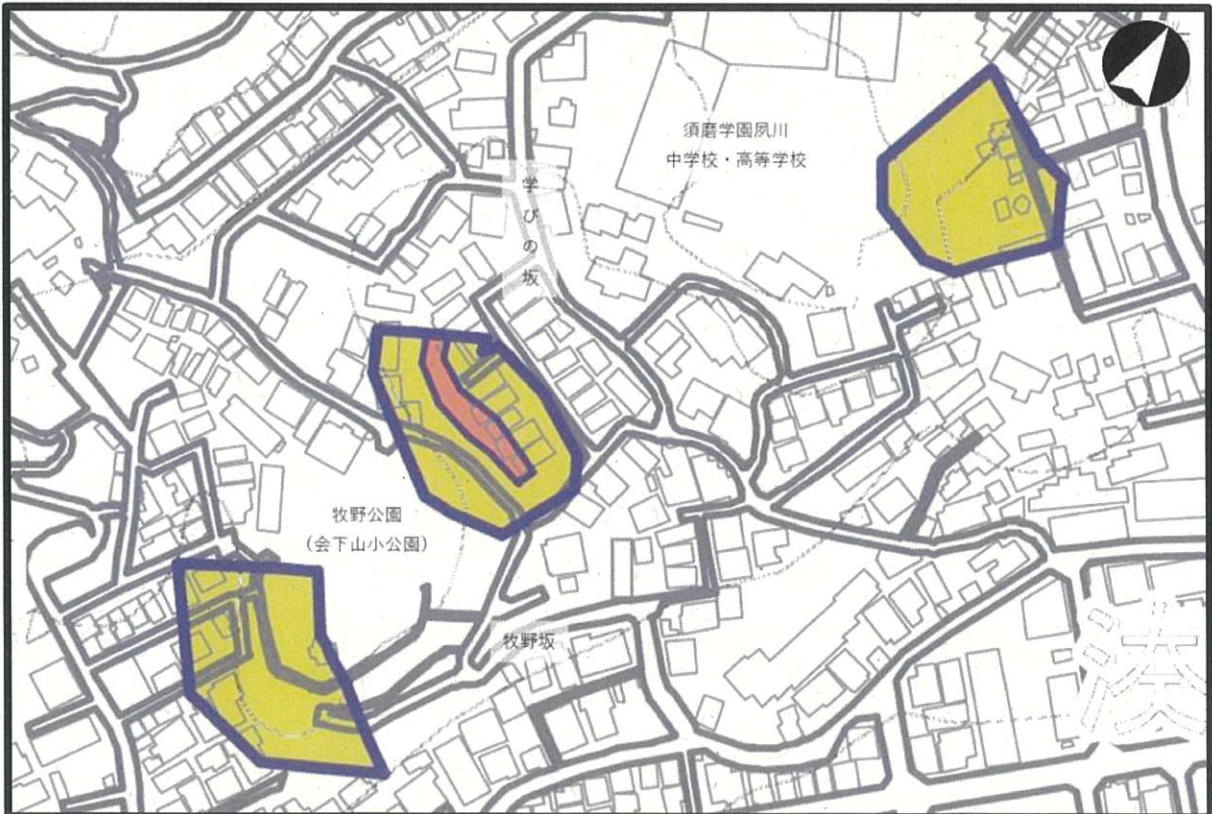 須磨学園夙川
中学校・高等学校
学びの坂
牧野公園
(会下山小公園)
牧野坂
湊